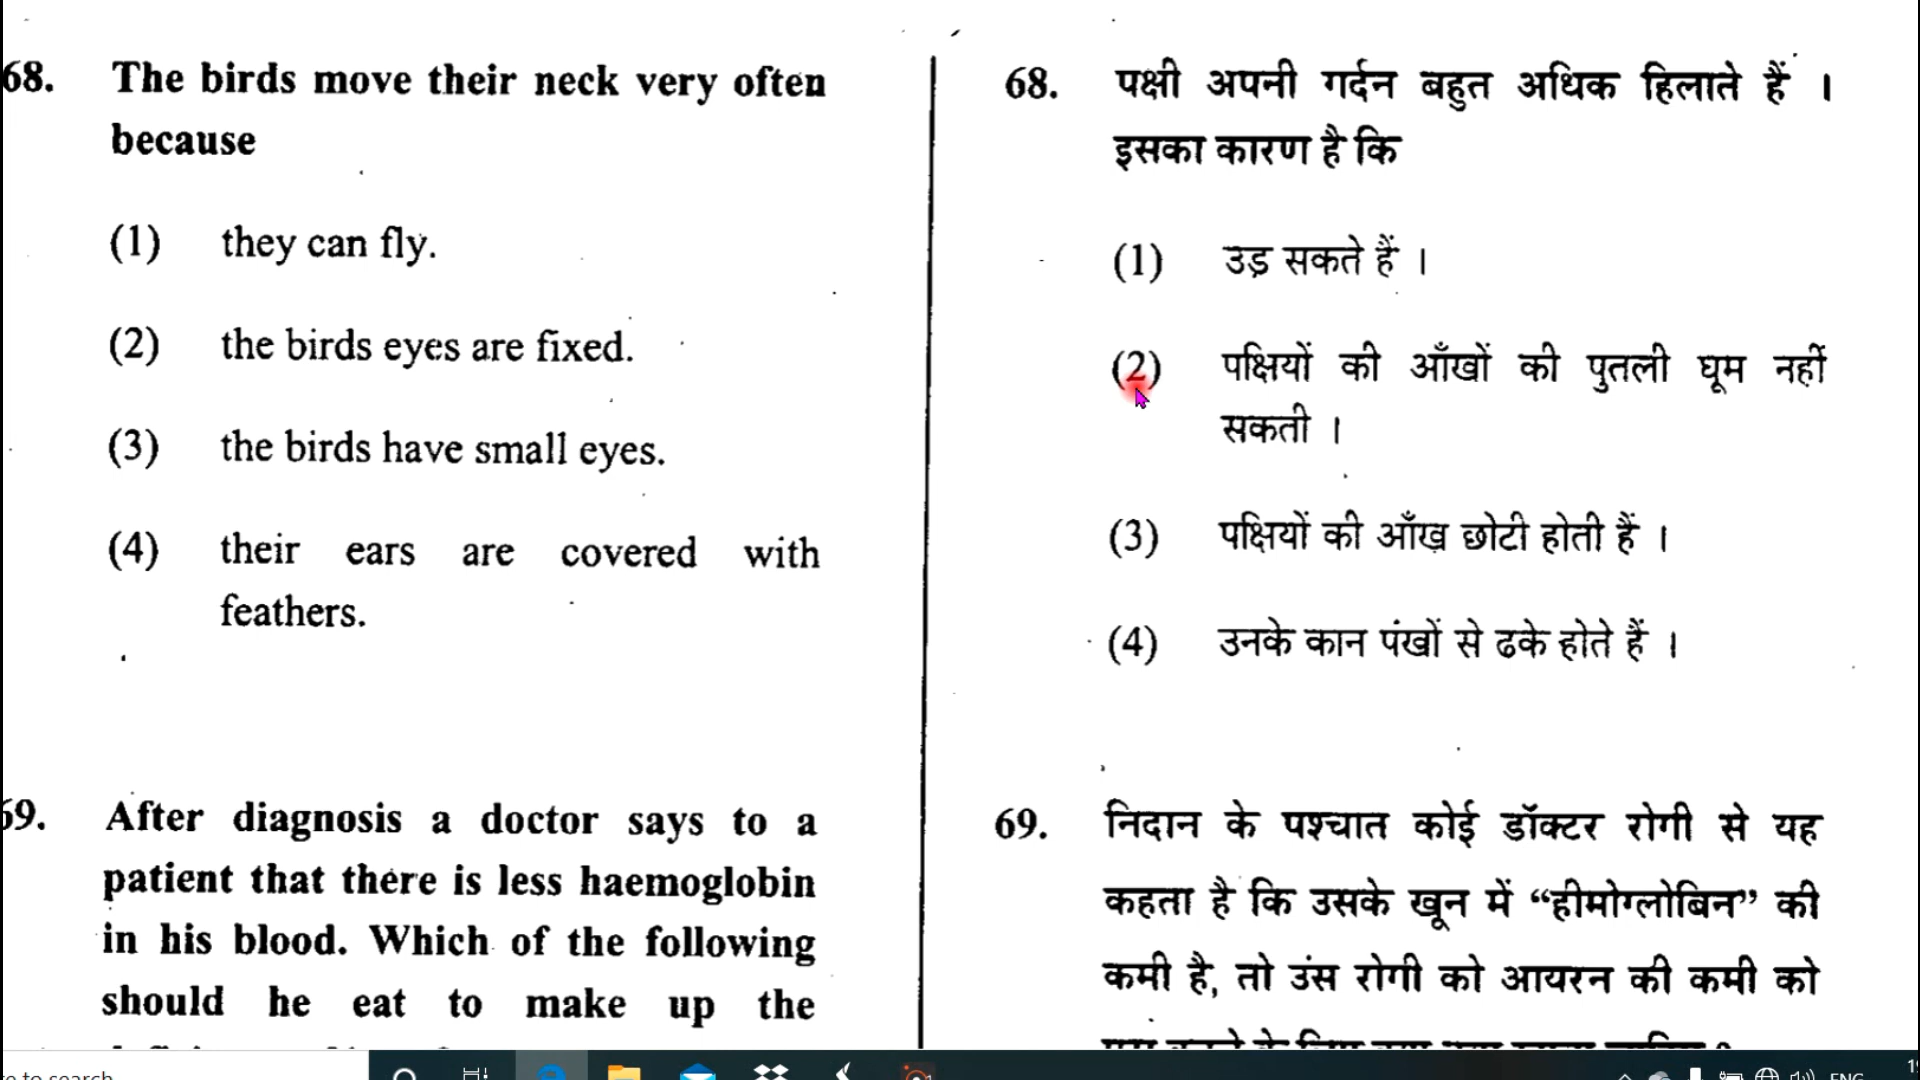 68. The birds move their neck very often
because
(1) they can fly.
(2) the birds eyes are fixed.
(3) the birds have small eyes.
(4) their ears are covered with
feathers.
69. After diagnosis a doctor says to a
patient that there is less haemoglobin
in his blood. Which of the following
should he eat to make up the
68. पक्षी अपनी गर्दन बहुत अधिक हिलाते हैं ।
इसका कारण है कि
(1) उड़ सकते हैं ।
(2) पक्षियों की आँखों की पुतली घूम नहीं
सकती ।
(3) पक्षियों की आँख छोटी होती हैं ।
(4) उनके कान पंखों से ढके होते हैं ।
69. निदान के पश्चात कोई डॉक्टर रोगी से यह
कहता है कि उसके खून में “हीमोग्लोबिन” की
कमी है, तो उस रोगी को आयरन की कमी को
to search
ENG